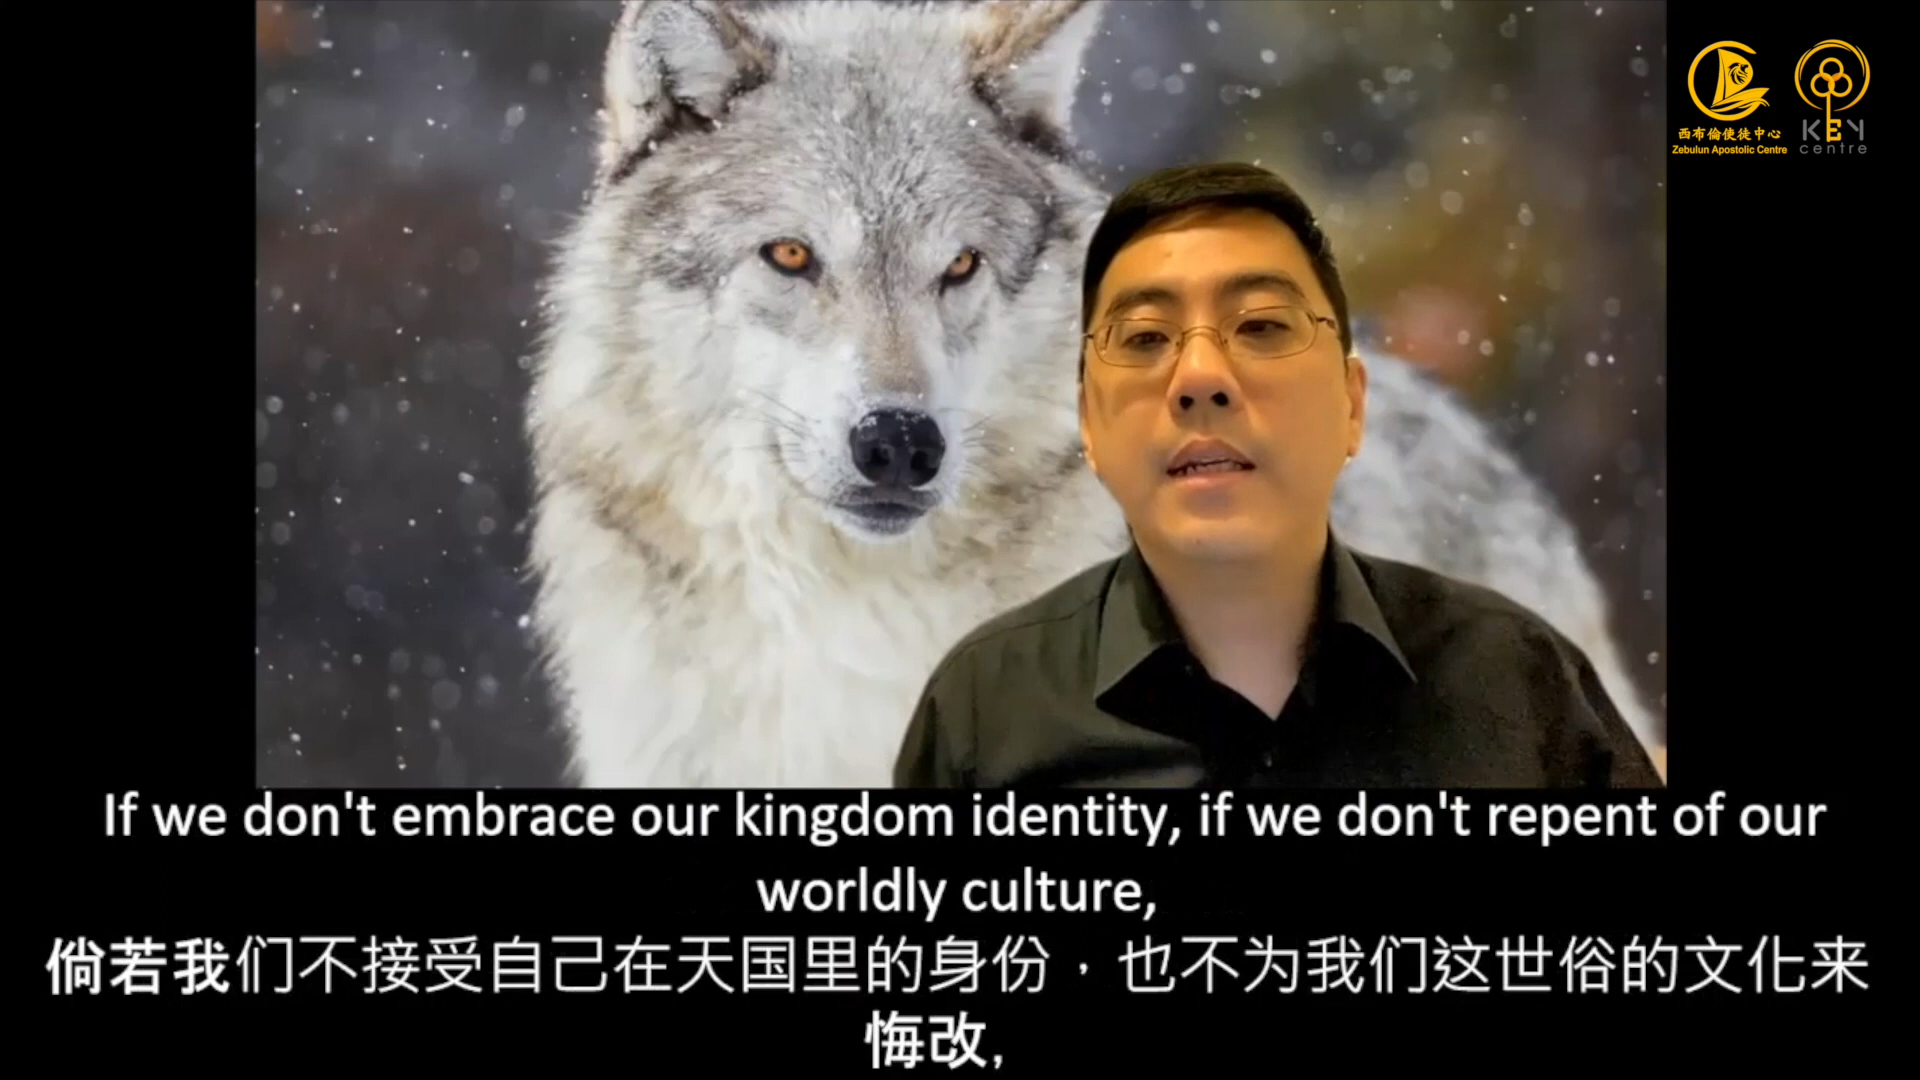 西布倫使徒中心
Zebulun Apostolic Centre
KEY
centre
If we don't embrace our kingdom identity, if we don't repent of our
worldly culture,
倘若我们不接受自己在天国里的身份，也不为我们这世俗的文化来
悔改,